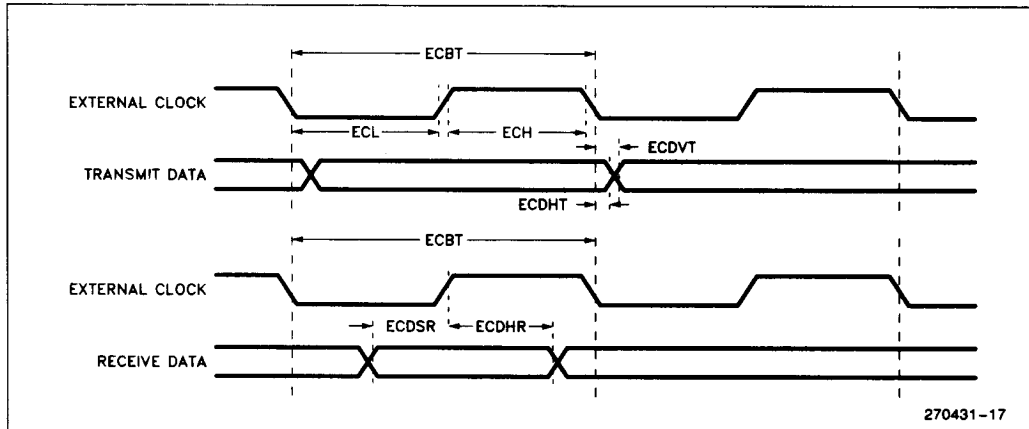 ECBT
EXTERNAL CLOCK
ECL
ECH
ECDVT
TRANSMIT DATA
ECDHT
ECBT
EXTERNAL CLOCK
ECDSR
ECDHR
RECEIVE DATA
270431-17